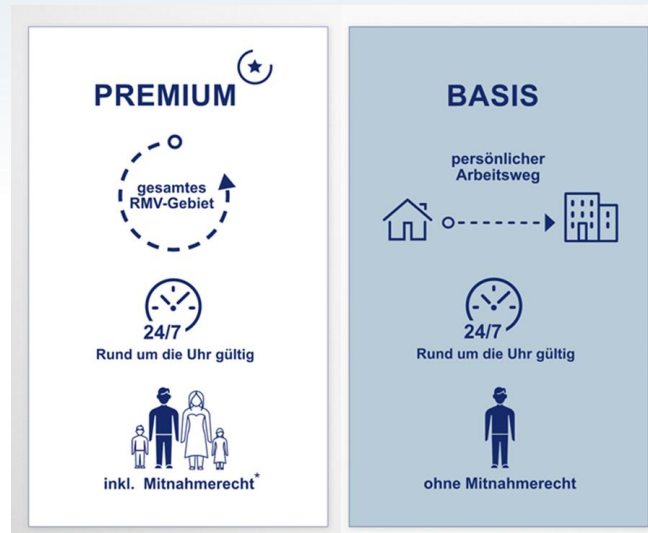 PREMIUM
gesamtes
RMV-Gebiet
24/7
Rund um die Uhr gültig
inkl. Mitnahmerecht*
BASIS
persönlicher
Arbeitsweg
24/7
Rund um die Uhr gültig
ohne Mitnahmerecht